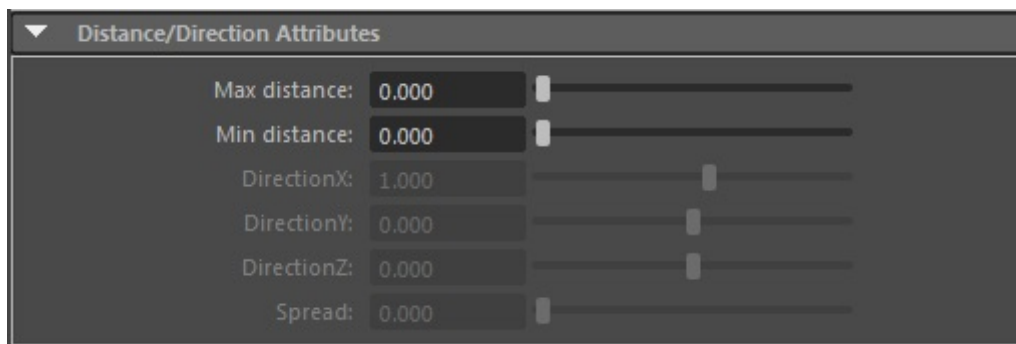 Distance/Direction Attributes
Max distance: 0.000
Min distance: 0.000
DirectionX: 1.000
DirectionY: 0.000
DirectionZ: 0.000
Spread: 0.000